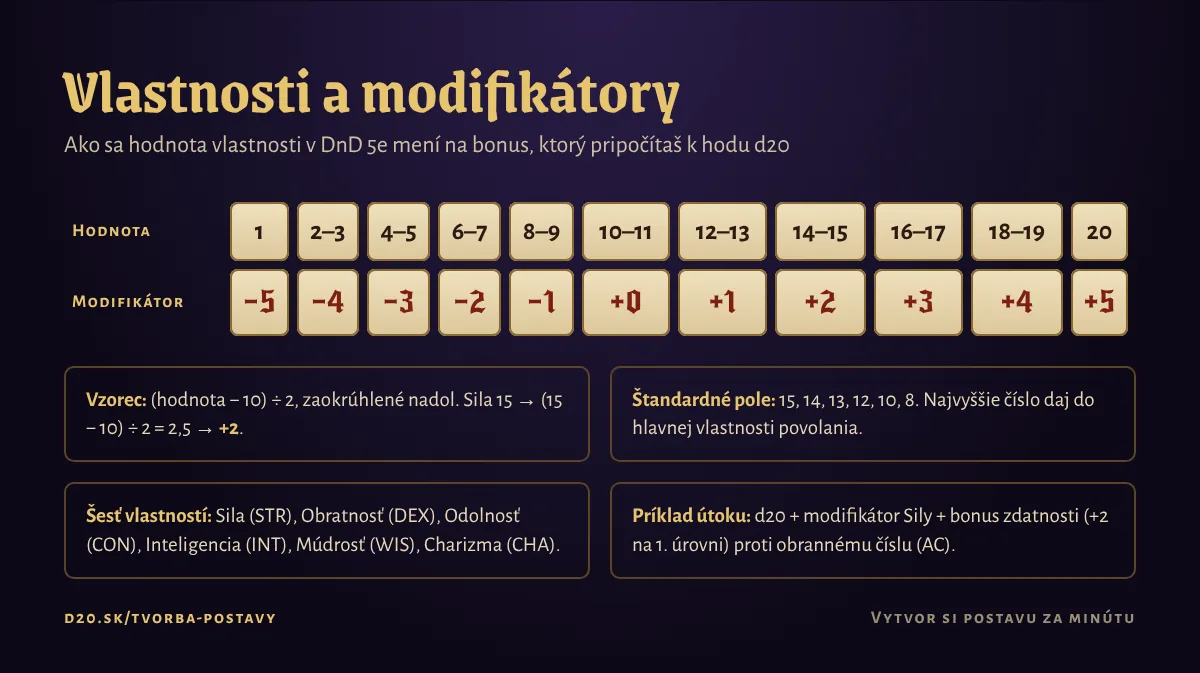 Vlastnosti a modifikátory
Ako sa hodnota vlastnosti v DnD 5e mení na bonus, ktorý pripočítaš k hodu d20
Hodnota 1 2–3 4–5 6–7 8–9 10–11 12–13 14–15 16–17 18–19 20
Modifikátor −5 −4 −3 −2 −1 +0 +1 +2 +3 +4 +5
Vzorec: (hodnota − 10) ÷ 2, zaokrúhlené nadol. Sila 15 → (15
− 10) ÷ 2 = 2,5 → +2.
Štandardné pole: 15, 14, 13, 12, 10, 8. Najvyššie číslo daj do
hlavnej vlastnosti povolania.
Šesť vlastností: Sila (STR), Obratnosť (DEX), Odolnosť
(CON), Inteligencia (INT), Múdrosť (WIS), Charizma (CHA).
Príklad útoku: d20 + modifikátor Sily + bonus zdatnosti (+2
na 1. úrovni) proti obrannému číslu (AC).
d20.sk/tvorba-postavy
Vytvor si postavu za minútu